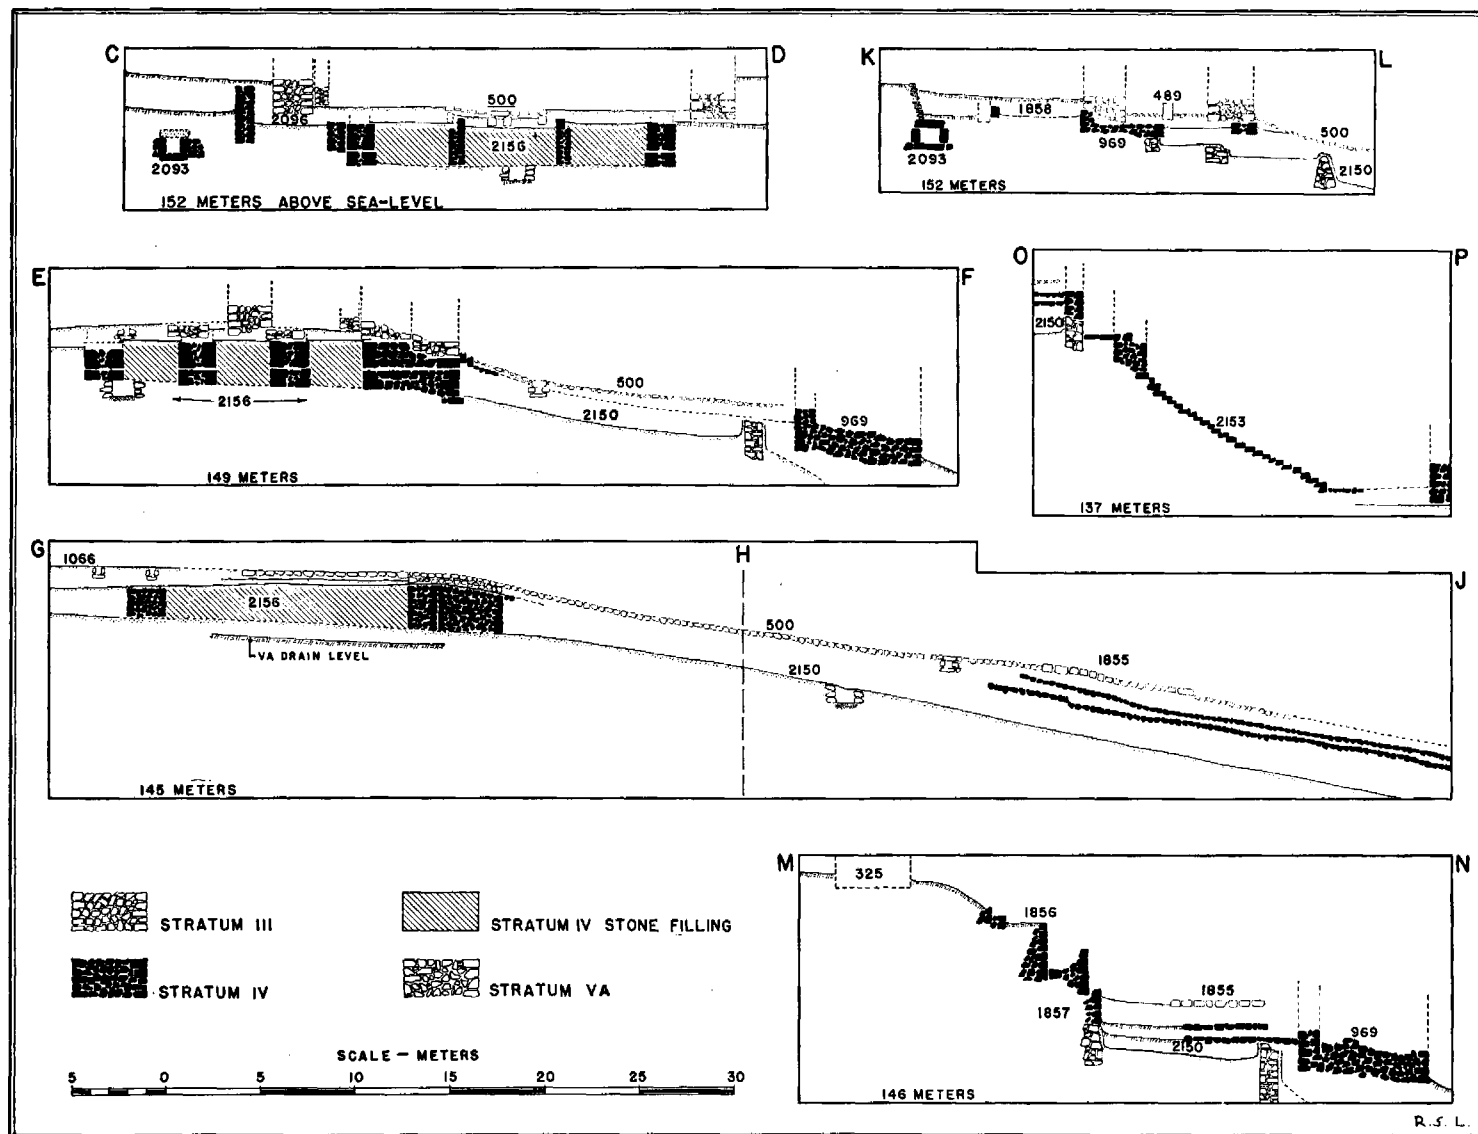 C D
500
2096
2156
2093
152 METERS ABOVE SEA-LEVEL
K L
1858 489
500
969
2093
2150
152 METERS
E F
500
2156
2150
969
149 METERS
O P
2150
2153
137 METERS
G H J
1066
2156
500
VA DRAIN LEVEL
2150
1855
145 METERS
M N
325
1856
1855
1857
969
2150
146 METERS
STRATUM III
STRATUM IV STONE FILLING
STRATUM IV
STRATUM VA
SCALE – METERS
5 0 5 10 15 20 25 30
R.S. L.